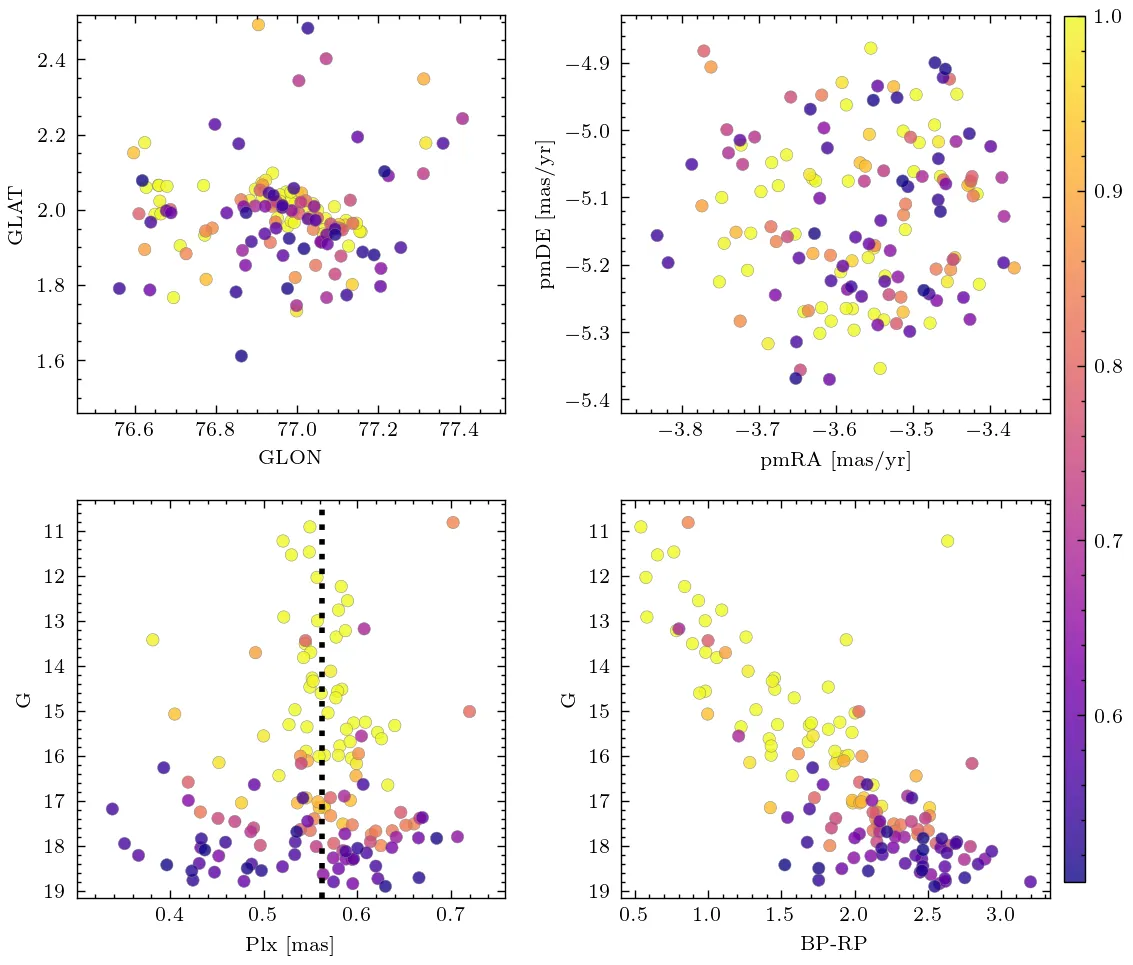 2.4
2.2
2.0
1.8
1.6
GLAT
76.6 76.8 77.0 77.2 77.4
GLON
−4.9
−5.0
−5.1
−5.2
−5.3
−5.4
pmDE [mas/yr]
−3.8 −3.7 −3.6 −3.5 −3.4
pmRA [mas/yr]
11
12
13
14
15
16
17
18
19
G
0.4 0.5 0.6 0.7
Plx [mas]
11
12
13
14
15
16
17
18
19
G
0.5 1.0 1.5 2.0 2.5 3.0
BP-RP
1.0
0.9
0.8
0.7
0.6